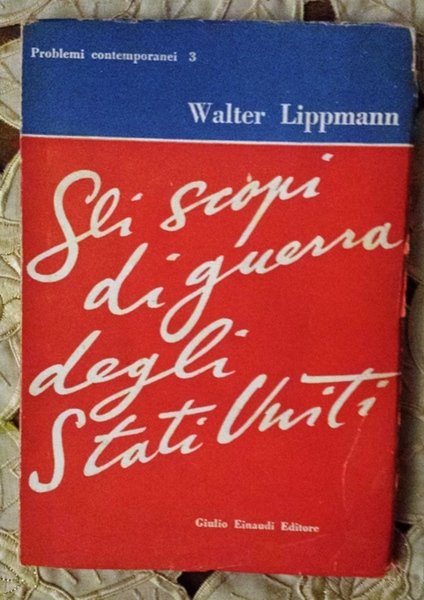 Problemi contemporanei 3
Walter Lippmann
Gli scopi
di guerra
degli
Stati Uniti
Giulio Einaudi Editore